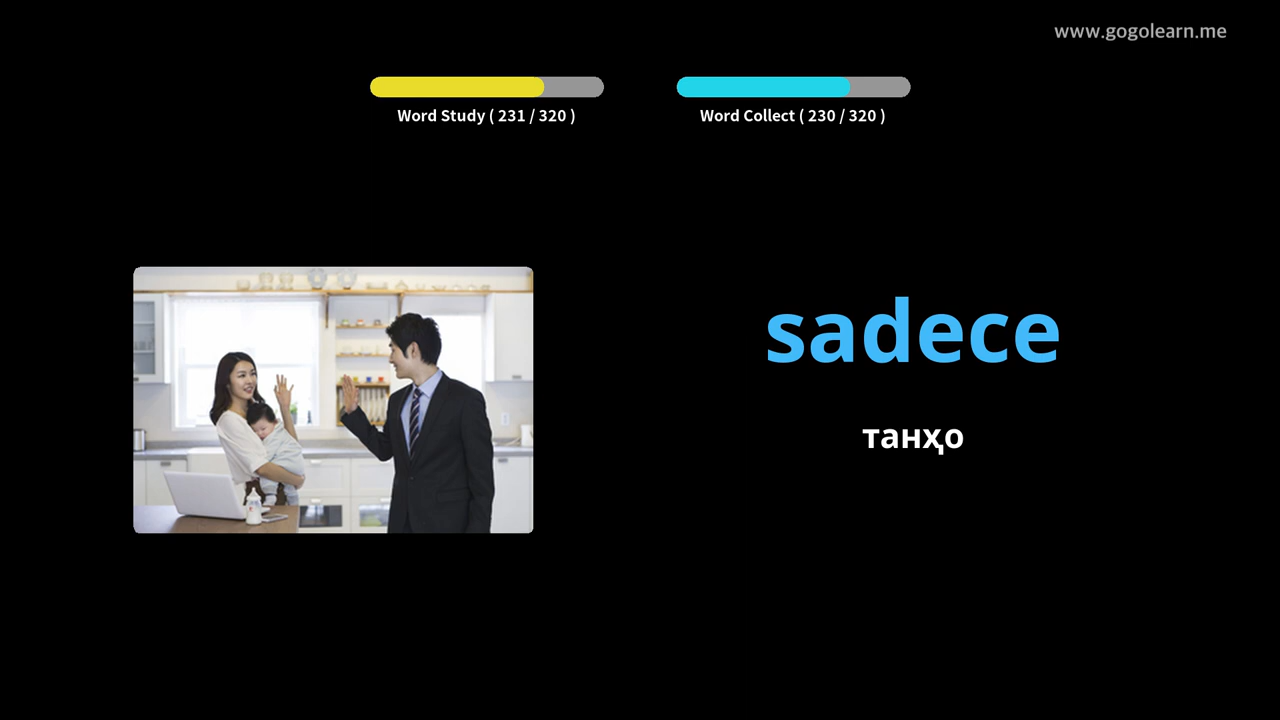 www.gogolearn.me
Word Study ( 231 / 320 )
Word Collect ( 230 / 320 )
sadece
танҳо